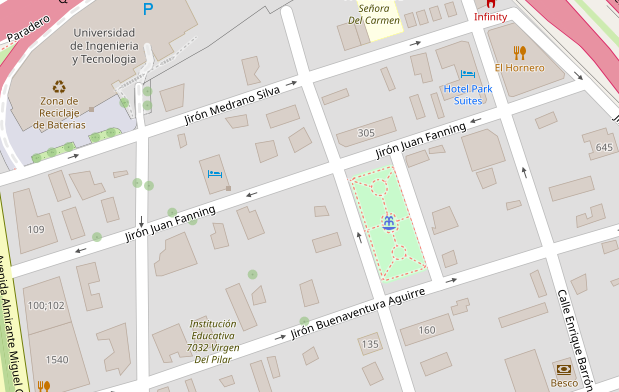 P
Paradero
Señora
Del Carmen
Infinity
Universidad
de Ingeniería
y Tecnología
El Hornero
Zona de
Reciclaje
de Baterias
Hotel Park
Suites
Jirón Medrano Silva
305
Jirón Juan Fanning
645
109
Jirón Juan Fanning
Avenida Almirante Miguel
100;102
Institución
Educativa
7032 Virgen
Del Pilar
Jirón Buenaventura Aguirre
160
135
1540
Calle Enrique Barrón
Besco